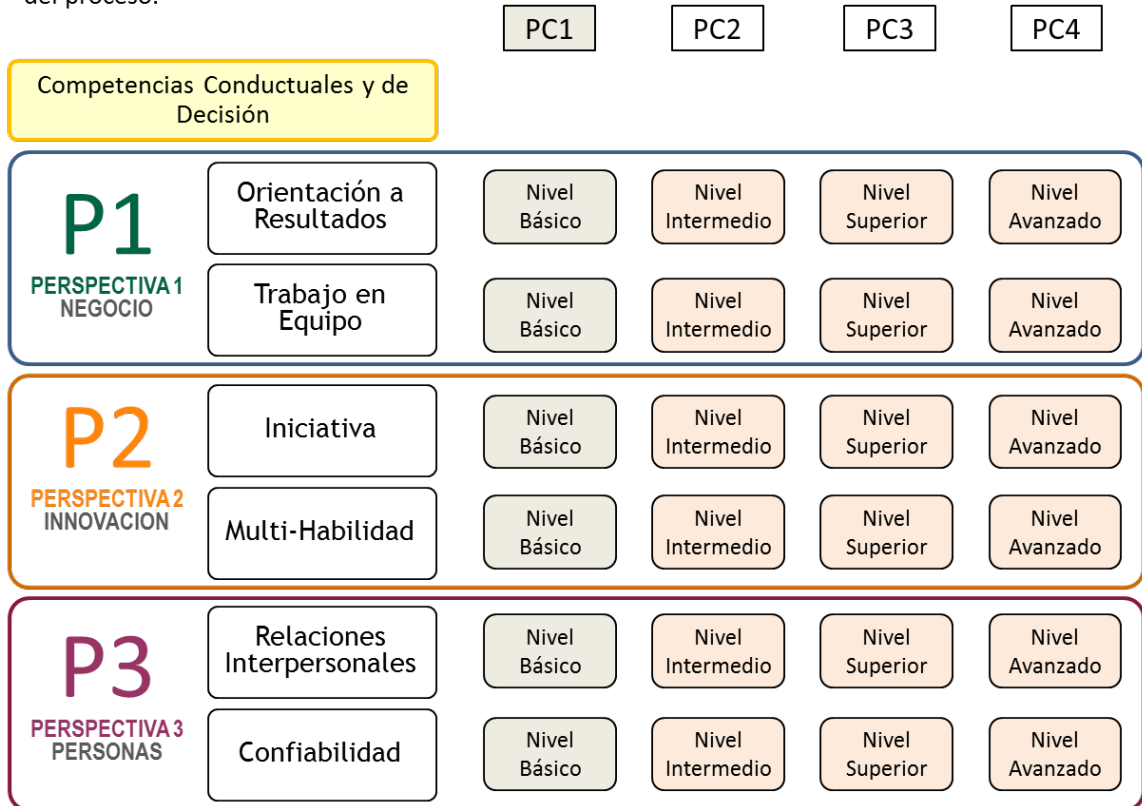 del proceso.
PC1 PC2 PC3 PC4
Competencias Conductuales y de
Decisión
P1
PERSPECTIVA 1
NEGOCIO
Orientación a
Resultados
Nivel
Básico
Nivel
Intermedio
Nivel
Superior
Nivel
Avanzado
Trabajo en
Equipo
Nivel
Básico
Nivel
Intermedio
Nivel
Superior
Nivel
Avanzado
P2
PERSPECTIVA 2
INNOVACION
Iniciativa
Nivel
Básico
Nivel
Intermedio
Nivel
Superior
Nivel
Avanzado
Multi-Habilidad
Nivel
Básico
Nivel
Intermedio
Nivel
Superior
Nivel
Avanzado
P3
PERSPECTIVA 3
PERSONAS
Relaciones
Interpersonales
Nivel
Básico
Nivel
Intermedio
Nivel
Superior
Nivel
Avanzado
Confiabilidad
Nivel
Básico
Nivel
Intermedio
Nivel
Superior
Nivel
Avanzado